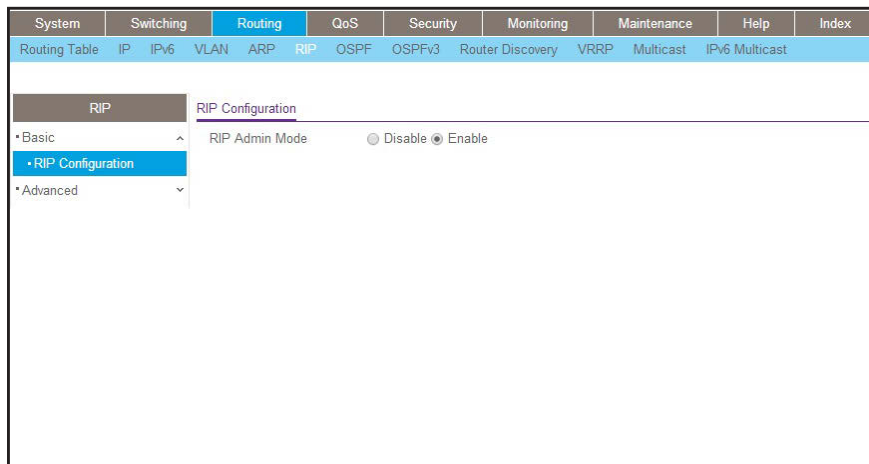 System Switching Routing QoS Security Monitoring Maintenance Help Index
Routing Table IP IPv6 VLAN ARP RIP OSPF OSPFv3 Router Discovery VRRP Multicast IPv6 Multicast
RIP
Basic
RIP Configuration
Advanced
RIP Configuration
RIP Admin Mode Disable Enable